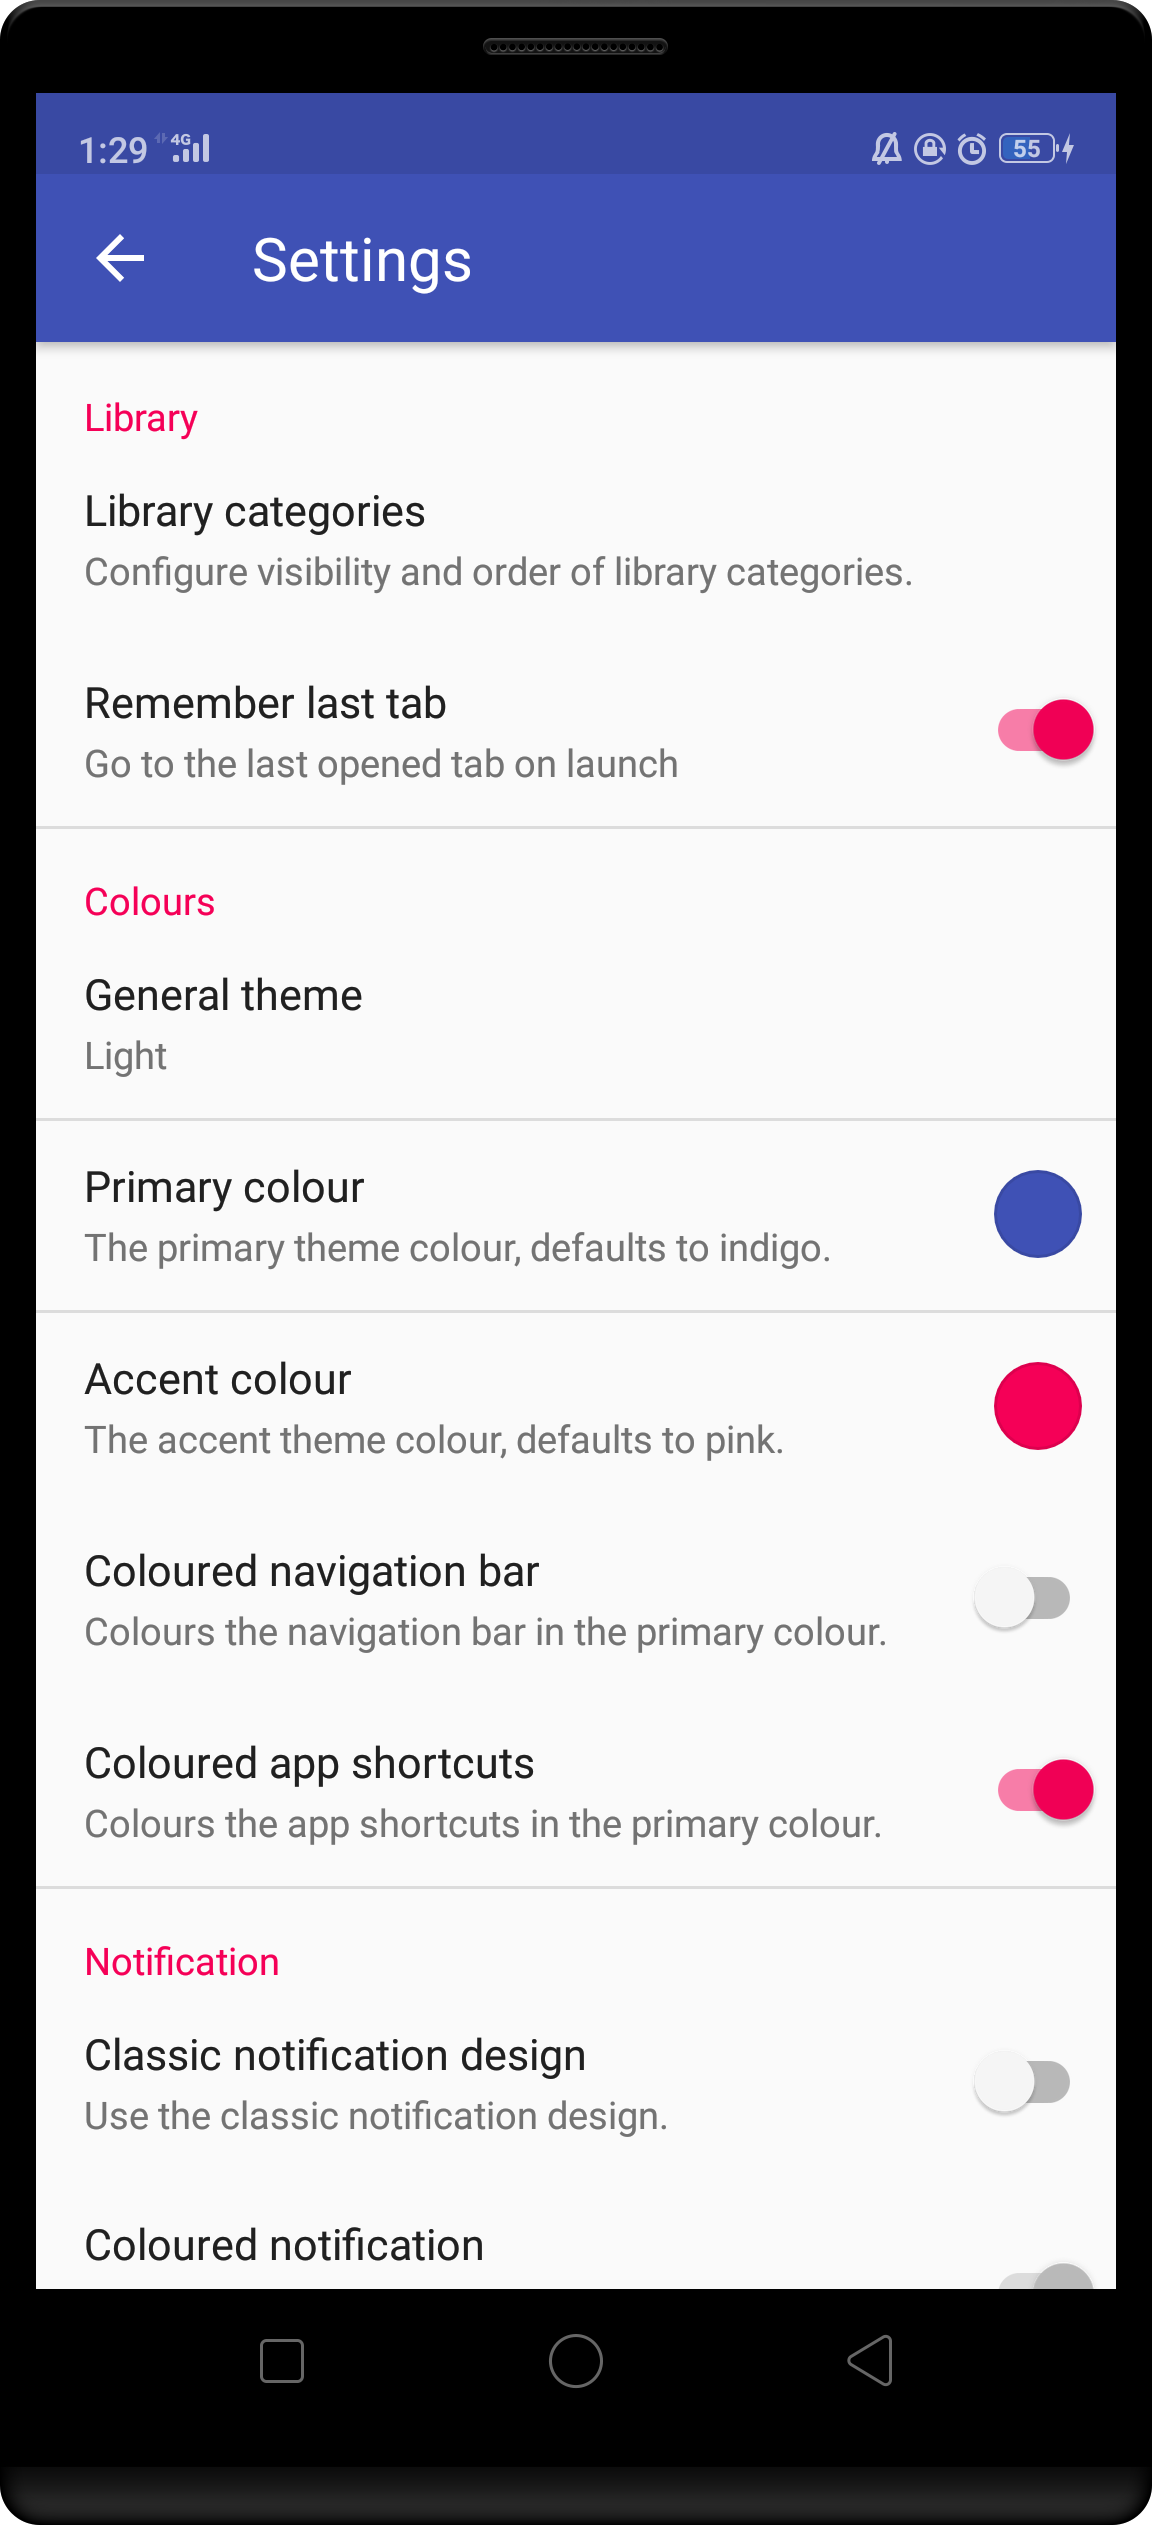 1:29 4G 55
Settings
Library
Library categories
Configure visibility and order of library categories.
Remember last tab
Go to the last opened tab on launch
Colours
General theme
Light
Primary colour
The primary theme colour, defaults to indigo.
Accent colour
The accent theme colour, defaults to pink.
Coloured navigation bar
Colours the navigation bar in the primary colour.
Coloured app shortcuts
Colours the app shortcuts in the primary colour.
Notification
Classic notification design
Use the classic notification design.
Coloured notification